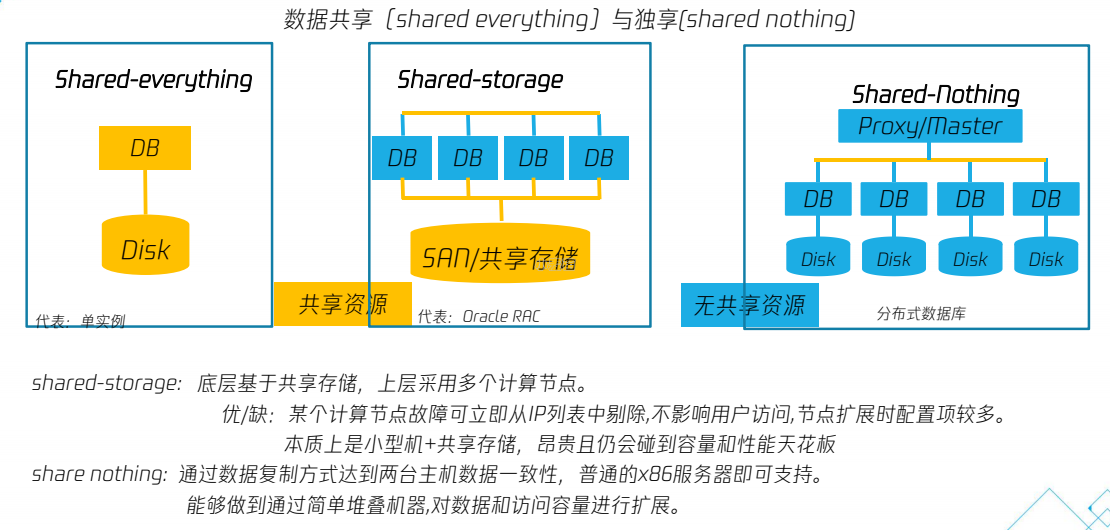 数据共享（shared everything）与独享(shared nothing)
Shared-everything
DB
Disk
代表：单实例
共享资源
Shared-storage
DB DB DB DB
SAN/共享存储
代表：Oracle RAC
无共享资源
Shared-Nothing
Proxy/Master
DB DB DB DB
Disk Disk Disk Disk
分布式数据库
shared-storage: 底层基于共享存储，上层采用多个计算节点。
优/缺：某个计算节点故障可立即从IP列表中剔除,不影响用户访问,节点扩展时配置项较多。
本质上是小型机+共享存储，昂贵且仍会碰到容量和性能天花板
share nothing: 通过数据复制方式达到两台主机数据一致性，普通的x86服务器即可支持。
能够做到通过简单堆叠机器,对数据和访问容量进行扩展。